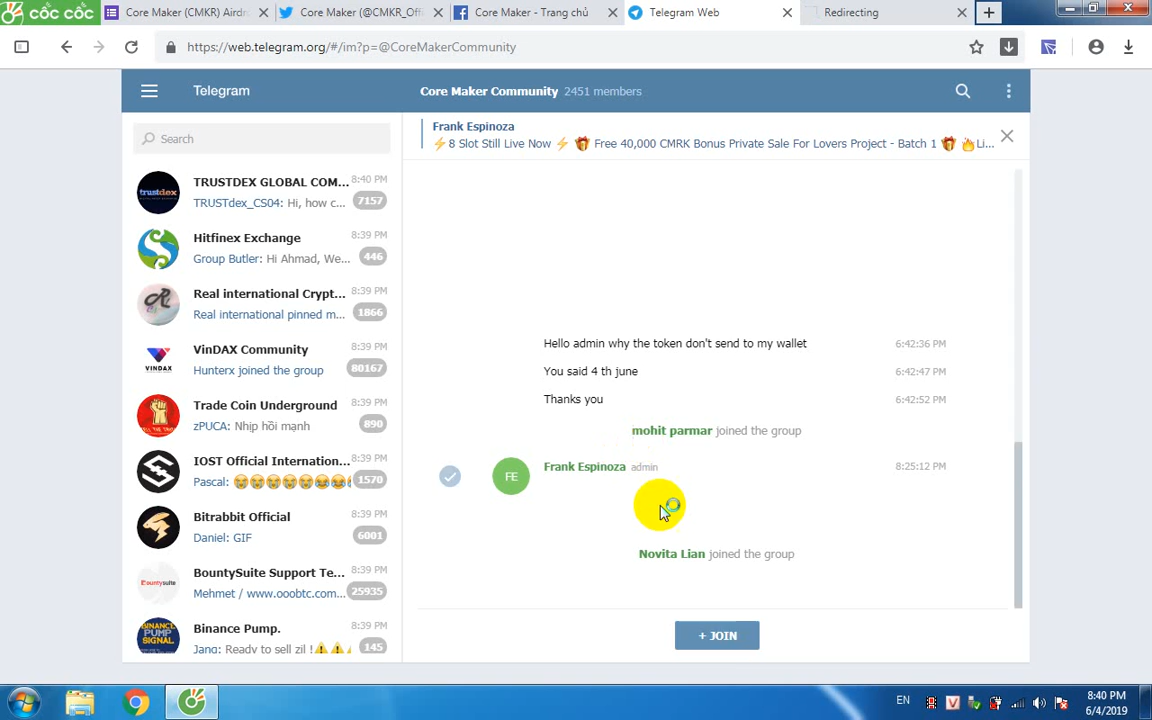 CỐC CỐC
Core Maker (CMKR) Airdro
Core Maker (@CMKR_Offi
Core Maker - Trang chủ
Telegram Web
Redirecting
https://web.telegram.org/#/im?p=@CoreMakerCommunity
Telegram
Core Maker Community 2451 members
Search
Frank Espinoza
⚡8 Slot Still Live Now ⚡ 🎁 Free 40,000 CMRK Bonus Private Sale For Lovers Project - Batch 1 🎁 🔥Li...
trustdex
TRUSTDEX GLOBAL COM... 8:40 PM
TRUSTdex_CS04: Hi, how c... 7157
Hitfinex Exchange 8:39 PM
Group Butler: Hi Ahmad, We... 446
Real international Crypt... 8:39 PM
Real international pinned m... 1866
VinDAX Community 8:39 PM
VINDAX
Hunterx joined the group 80167
Trade Coin Underground 8:39 PM
zPUCA: Nhịp hồi mạnh 890
IOST Official Internation... 8:39 PM
Pascal: 😭😭😭😭😭😂😂😭 1570
Bitrabbit Official 8:39 PM
Daniel: GIF 6001
BountySuite Support Te... 8:39 PM
Bountysuite
Mehmet / www.ooobtc.com... 25935
Binance Pump. 8:39 PM
BINANCE
PUMP
SIGNAL
Jang: Ready to sell zil !⚠⚠ 145
Hello admin why the token don't send to my wallet 6:42:36 PM
You said 4 th june 6:42:47 PM
Thanks you 6:42:52 PM
mohit parmar joined the group
FE
Frank Espinoza admin 8:25:12 PM
Novita Lian joined the group
+ JOIN
EN
8:40 PM
6/4/2019